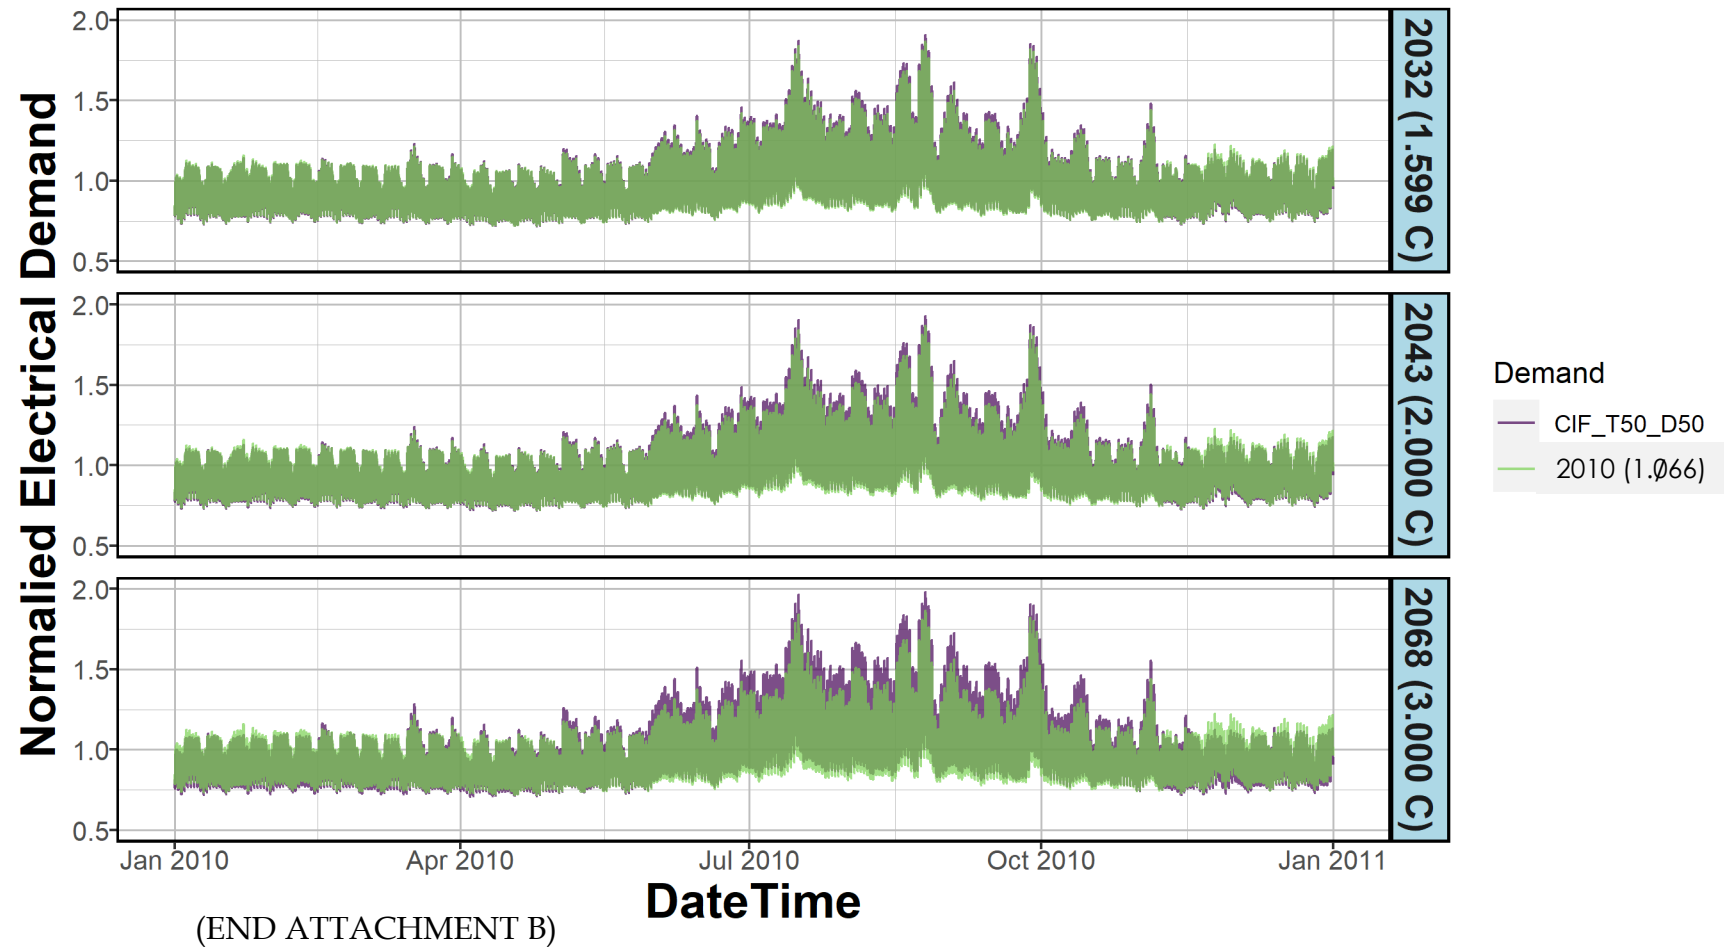 Normalied Electrical Demand
2.0
1.5
1.0
0.5
2032 (1.599 C)
2.0
1.5
1.0
0.5
2043 (2.000 C)
2.0
1.5
1.0
0.5
2068 (3.000 C)
Jan 2010 Apr 2010 Jul 2010 Oct 2010 Jan 2011
DateTime
Demand
CIF_T50_D50
2010 (1.066)
(END ATTACHMENT B)